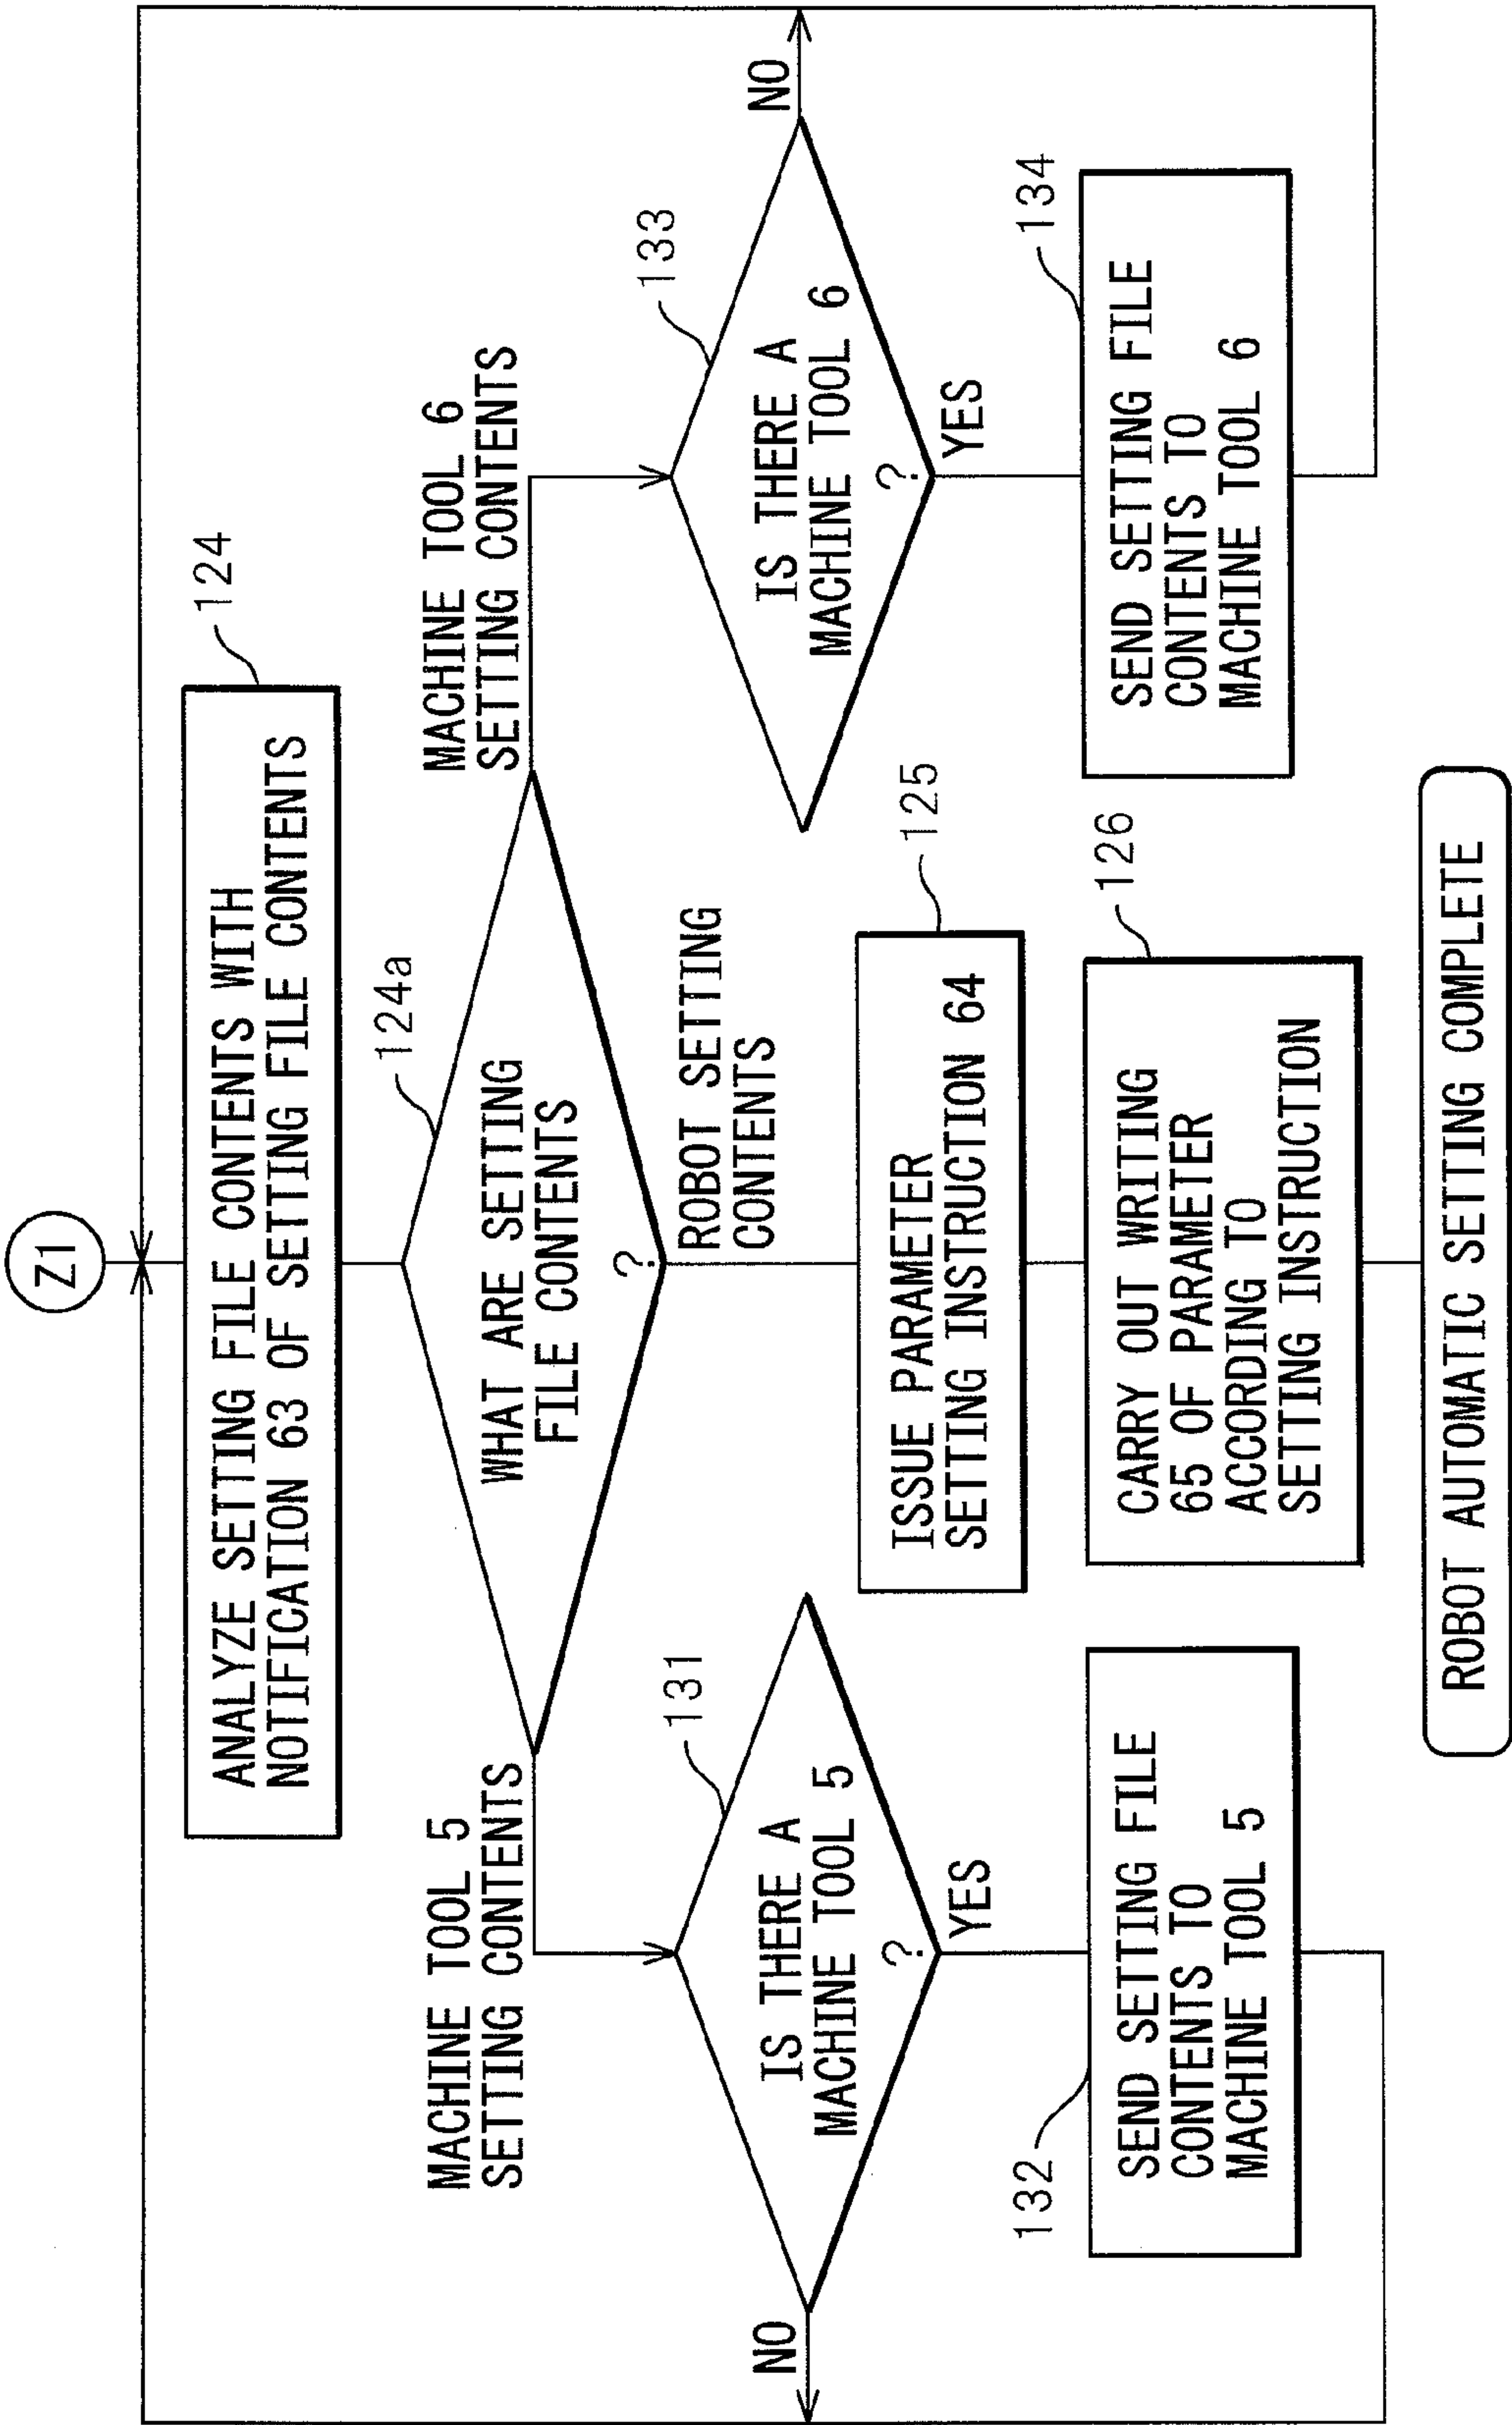 Z1
124
ANALYZE SETTING FILE CONTENTS WITH
NOTIFICATION 63 OF SETTING FILE CONTENTS
124a
WHAT ARE SETTING
FILE CONTENTS
?
MACHINE TOOL 5
SETTING CONTENTS
ROBOT SETTING
CONTENTS
MACHINE TOOL 6
SETTING CONTENTS
131
IS THERE A
MACHINE TOOL 5
?
NO
YES
132
SEND SETTING FILE
CONTENTS TO
MACHINE TOOL 5
125
ISSUE PARAMETER
SETTING INSTRUCTION 64
126
CARRY OUT WRITING
65 OF PARAMETER
ACCORDING TO
SETTING INSTRUCTION
133
IS THERE A
MACHINE TOOL 6
?
NO
YES
134
SEND SETTING FILE
CONTENTS TO
MACHINE TOOL 6
ROBOT AUTOMATIC SETTING COMPLETE